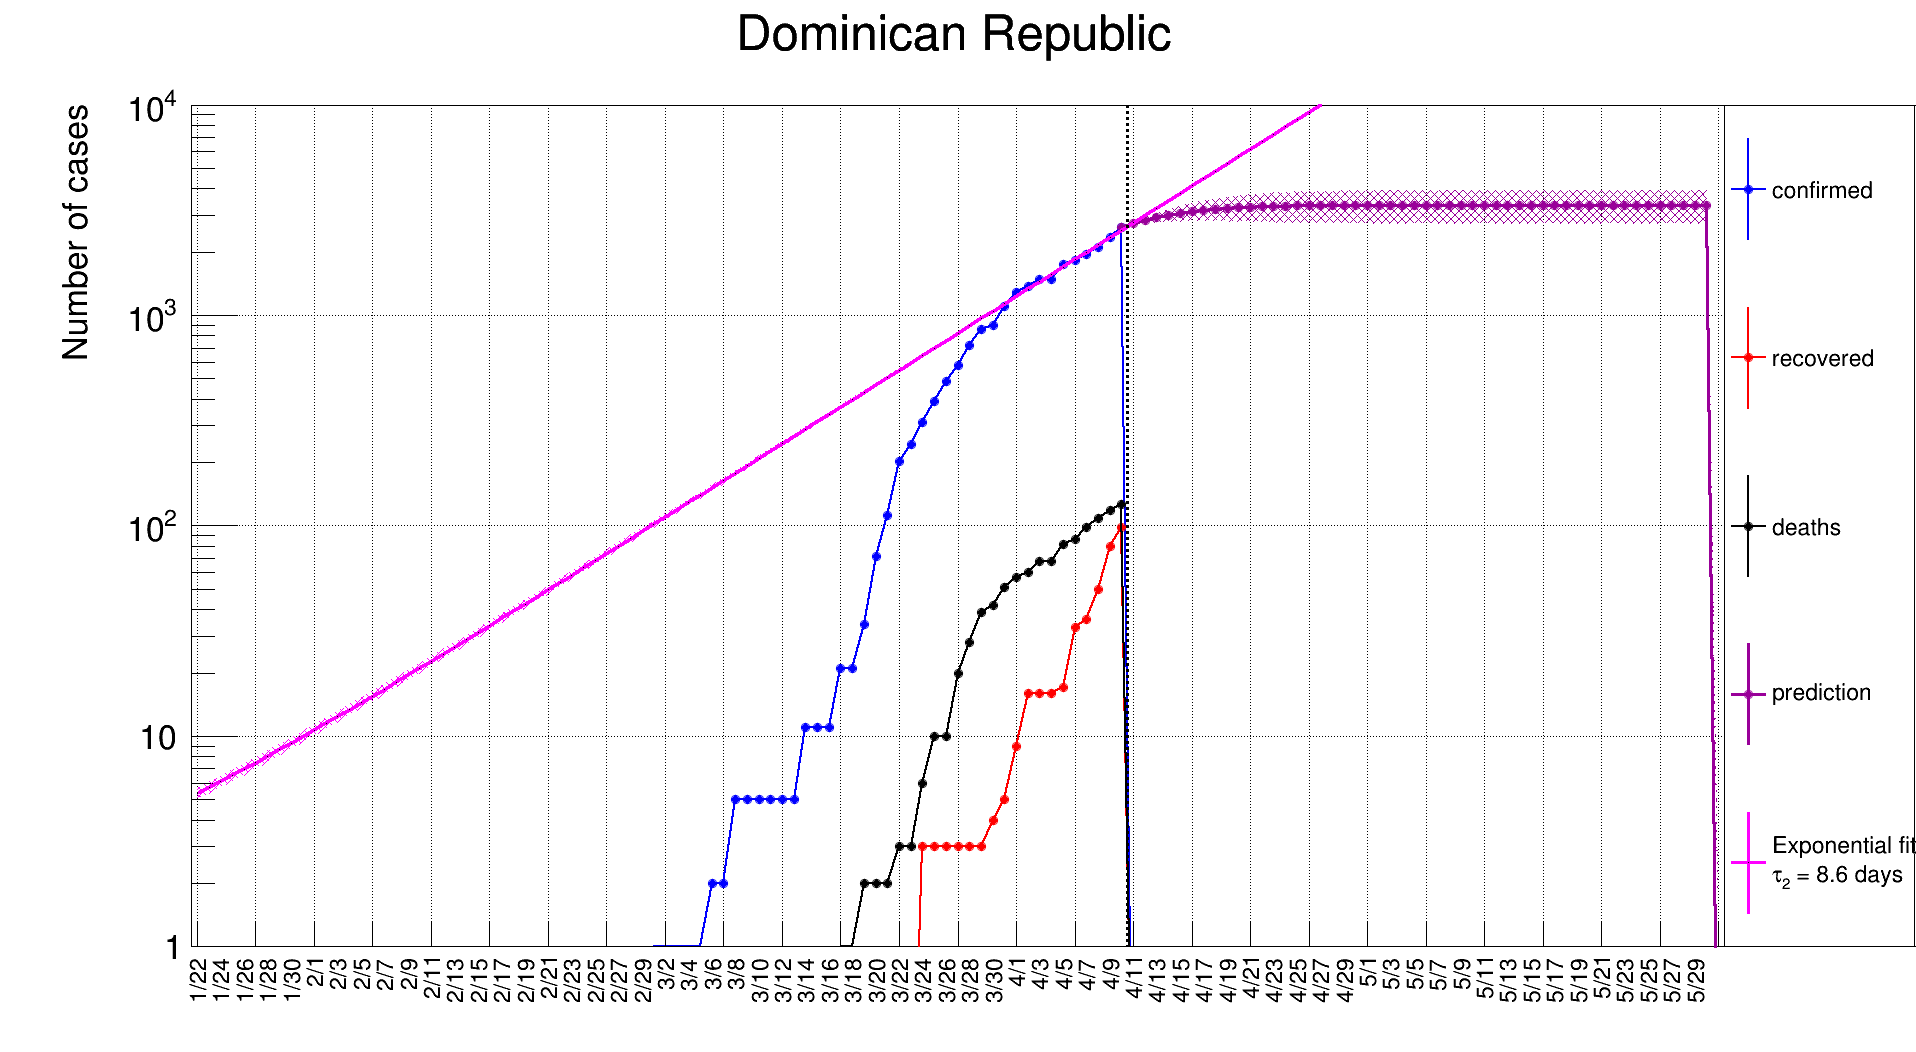 Dominican Republic
Number of cases
10^4
10^3
10^2
10
1
1/22 1/24 1/26 1/28 1/30 2/1 2/3 2/5 2/7 2/9 2/11 2/13 2/15 2/17 2/19 2/21 2/23 2/25 2/27 2/29 3/2 3/4 3/6 3/8 3/10 3/12 3/14 3/16 3/18 3/20 3/22 3/24 3/26 3/28 3/30 4/1 4/3 4/5 4/7 4/9 4/11 4/13 4/15 4/17 4/19 4/21 4/23 4/25 4/27 4/29 5/1 5/3 5/5 5/7 5/9 5/11 5/13 5/15 5/17 5/19 5/21 5/23 5/25 5/27 5/29
confirmed
recovered
deaths
prediction
Exponential fit
τ₂ = 8.6 days